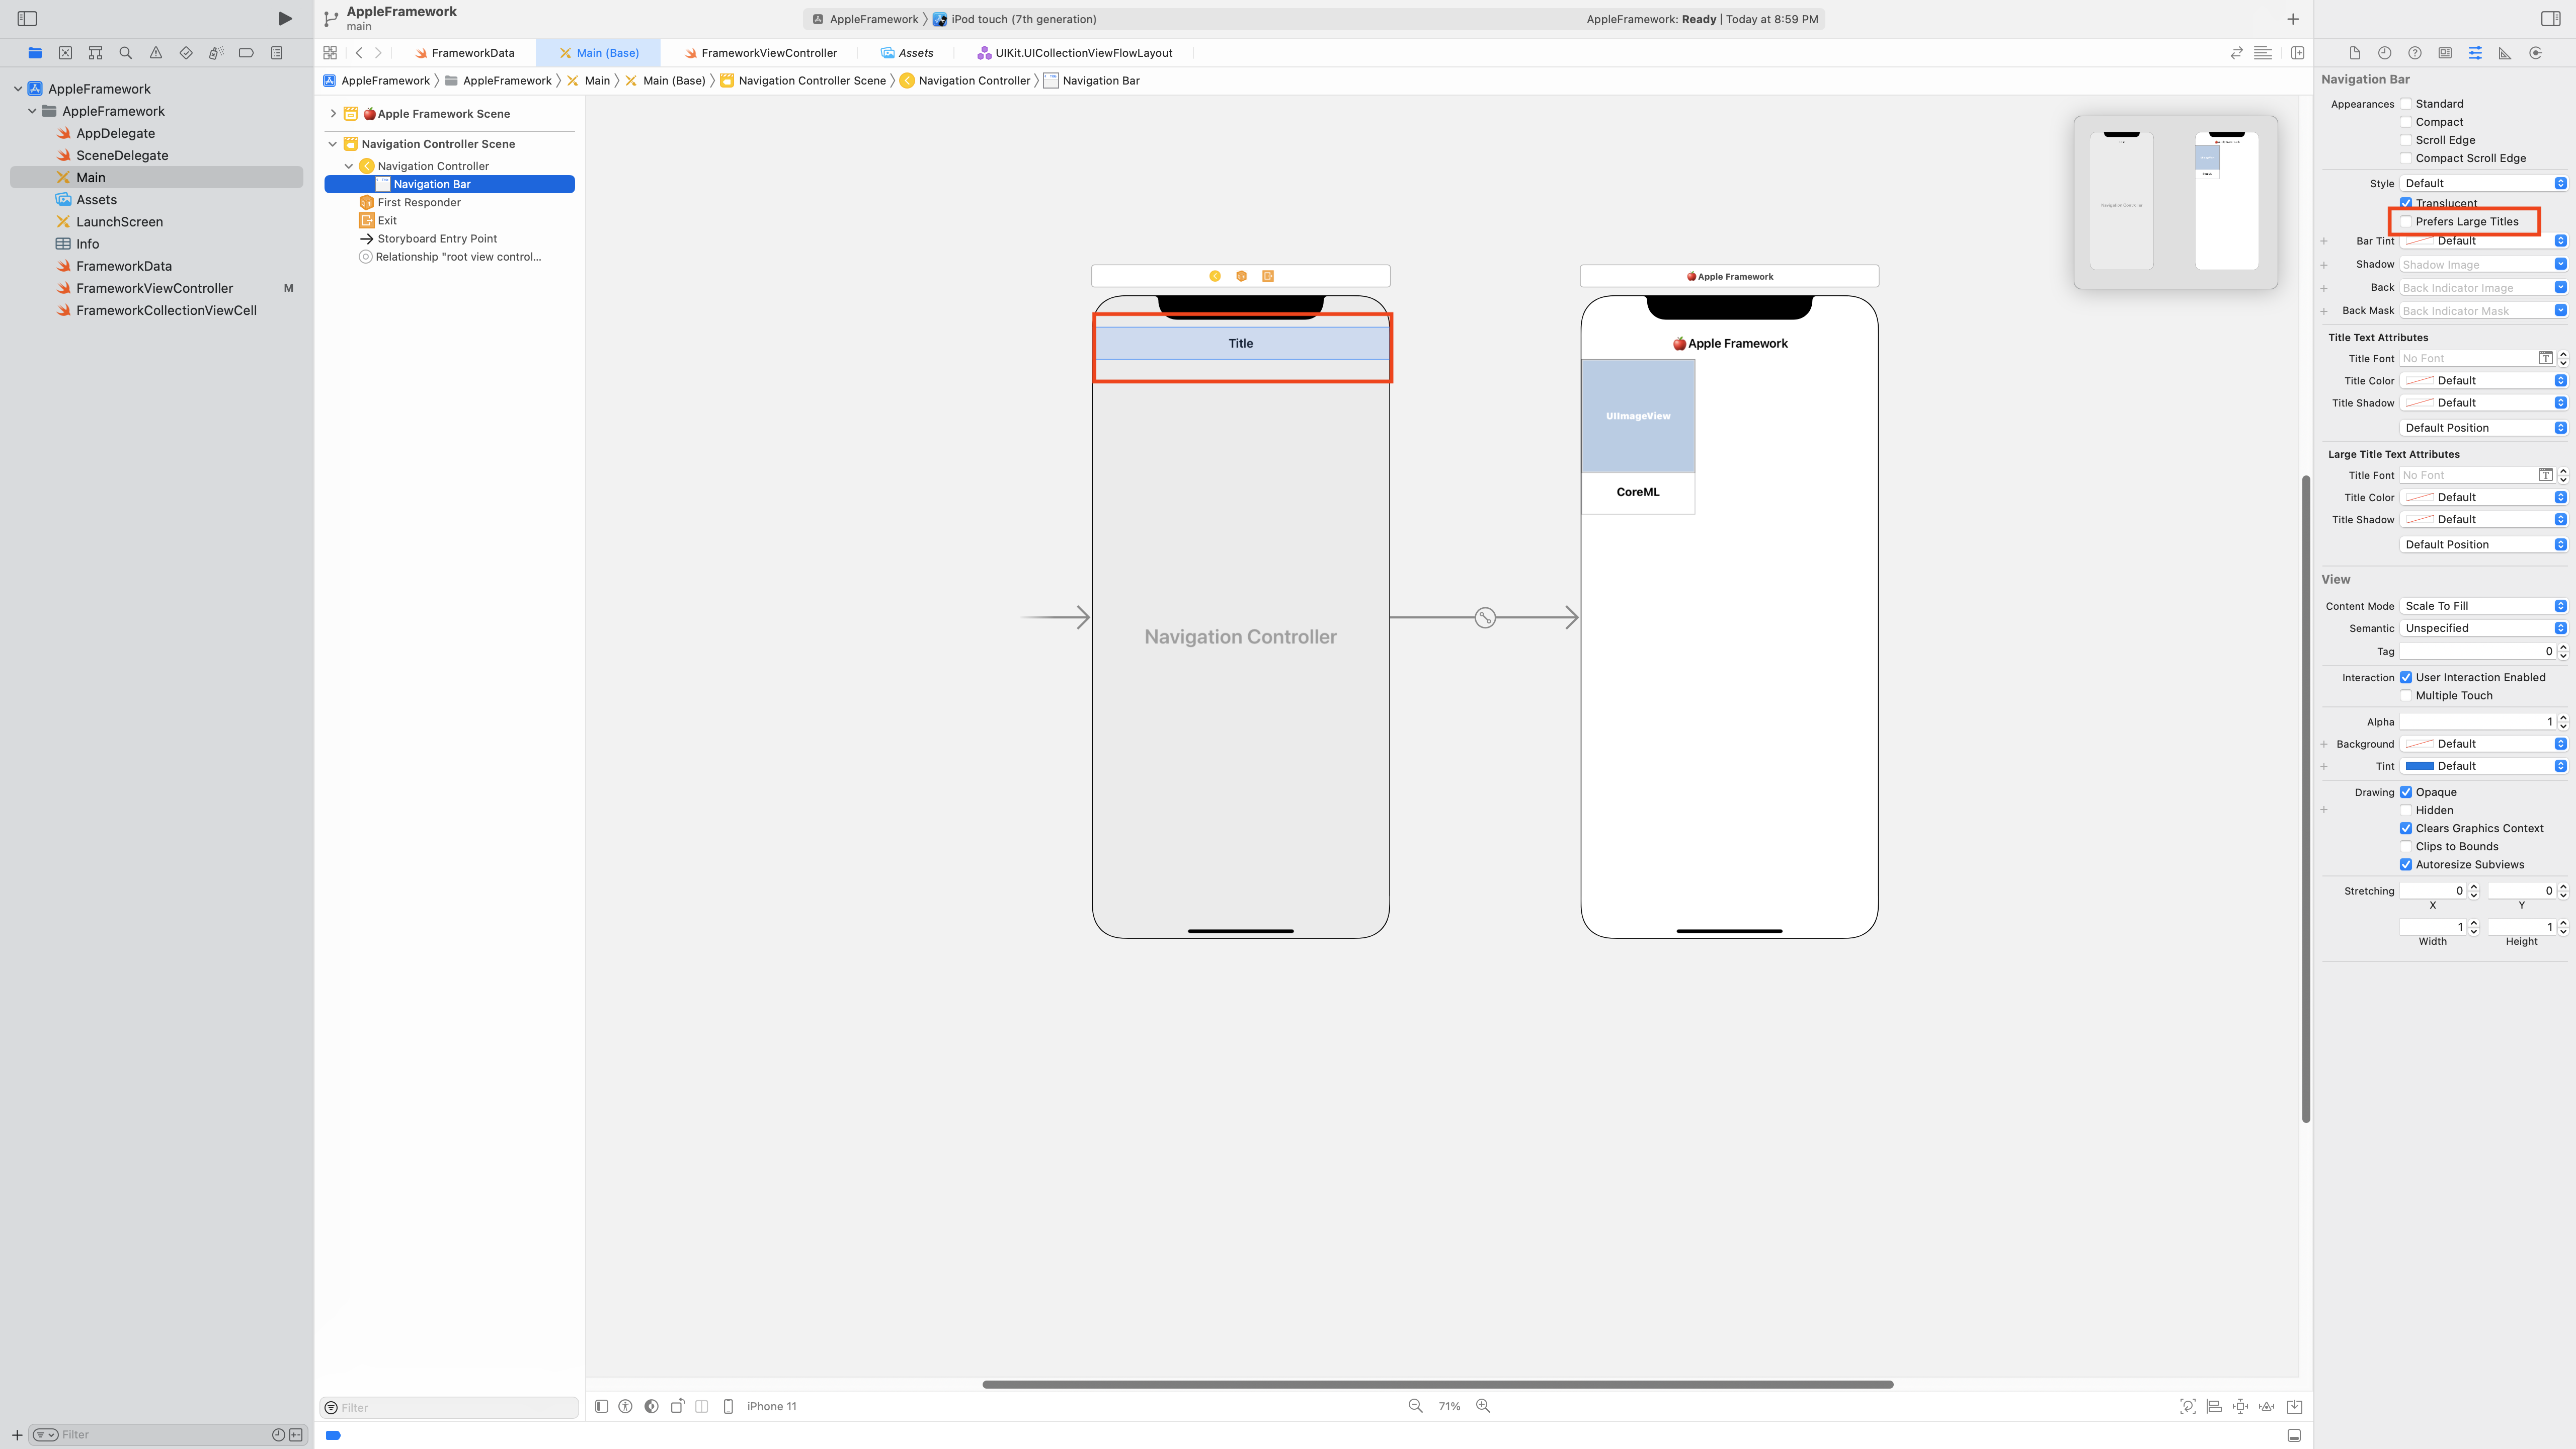 AppleFramework
main
AppleFramework
iPod touch (7th generation)
AppleFramework: Ready | Today at 8:59 PM
FrameworkData
Main (Base)
FrameworkViewController
Assets
UIKit.UICollectionViewFlowLayout
AppleFramework
AppleFramework
Main
Main (Base)
Navigation Controller Scene
Navigation Controller
Navigation Bar
AppleFramework
AppleFramework
AppDelegate
SceneDelegate
Main
Assets
LaunchScreen
Info
FrameworkData
FrameworkViewController M
FrameworkCollectionViewCell
Filter
🍎Apple Framework Scene
Navigation Controller Scene
Navigation Controller
Navigation Bar
First Responder
Exit
Storyboard Entry Point
Relationship "root view control...
Filter
Title
Navigation Controller
🍎Apple Framework
🍎Apple Framework
UIImageView
CoreML
Navigation Controller
iPhone 11
71%
Navigation Bar
Appearances Standard
Compact
Scroll Edge
Compact Scroll Edge
Style Default
Translucent
Prefers Large Titles
Bar Tint Default
Shadow Shadow Image
Back Back Indicator Image
Back Mask Back Indicator Mask
Title Text Attributes
Title Font No Font
Title Color Default
Title Shadow Default
Default Position
Large Title Text Attributes
Title Font No Font
Title Color Default
Title Shadow Default
Default Position
View
Content Mode Scale To Fill
Semantic Unspecified
Tag 0
Interaction User Interaction Enabled
Multiple Touch
Alpha 1
Background Default
Tint Default
Drawing Opaque
Hidden
Clears Graphics Context
Clips to Bounds
Autoresize Subviews
Stretching 0 0
X Y
1 1
Width Height